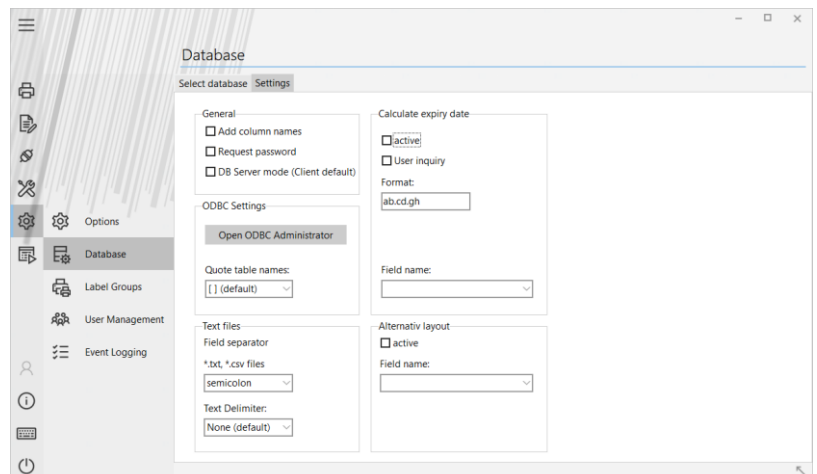 Database
Select database Settings
General
Add column names
Request password
DB Server mode (Client default)
Calculate expiry date
active
User inquiry
Format:
ab.cd.gh
Field name:
ODBC Settings
Open ODBC Administrator
Quote table names:
[ ] (default)
Text files
Field separator
*.txt, *.csv files
semicolon
Text Delimiter:
None (default)
Alternativ layout
active
Field name:
Options
Database
Label Groups
User Management
Event Logging